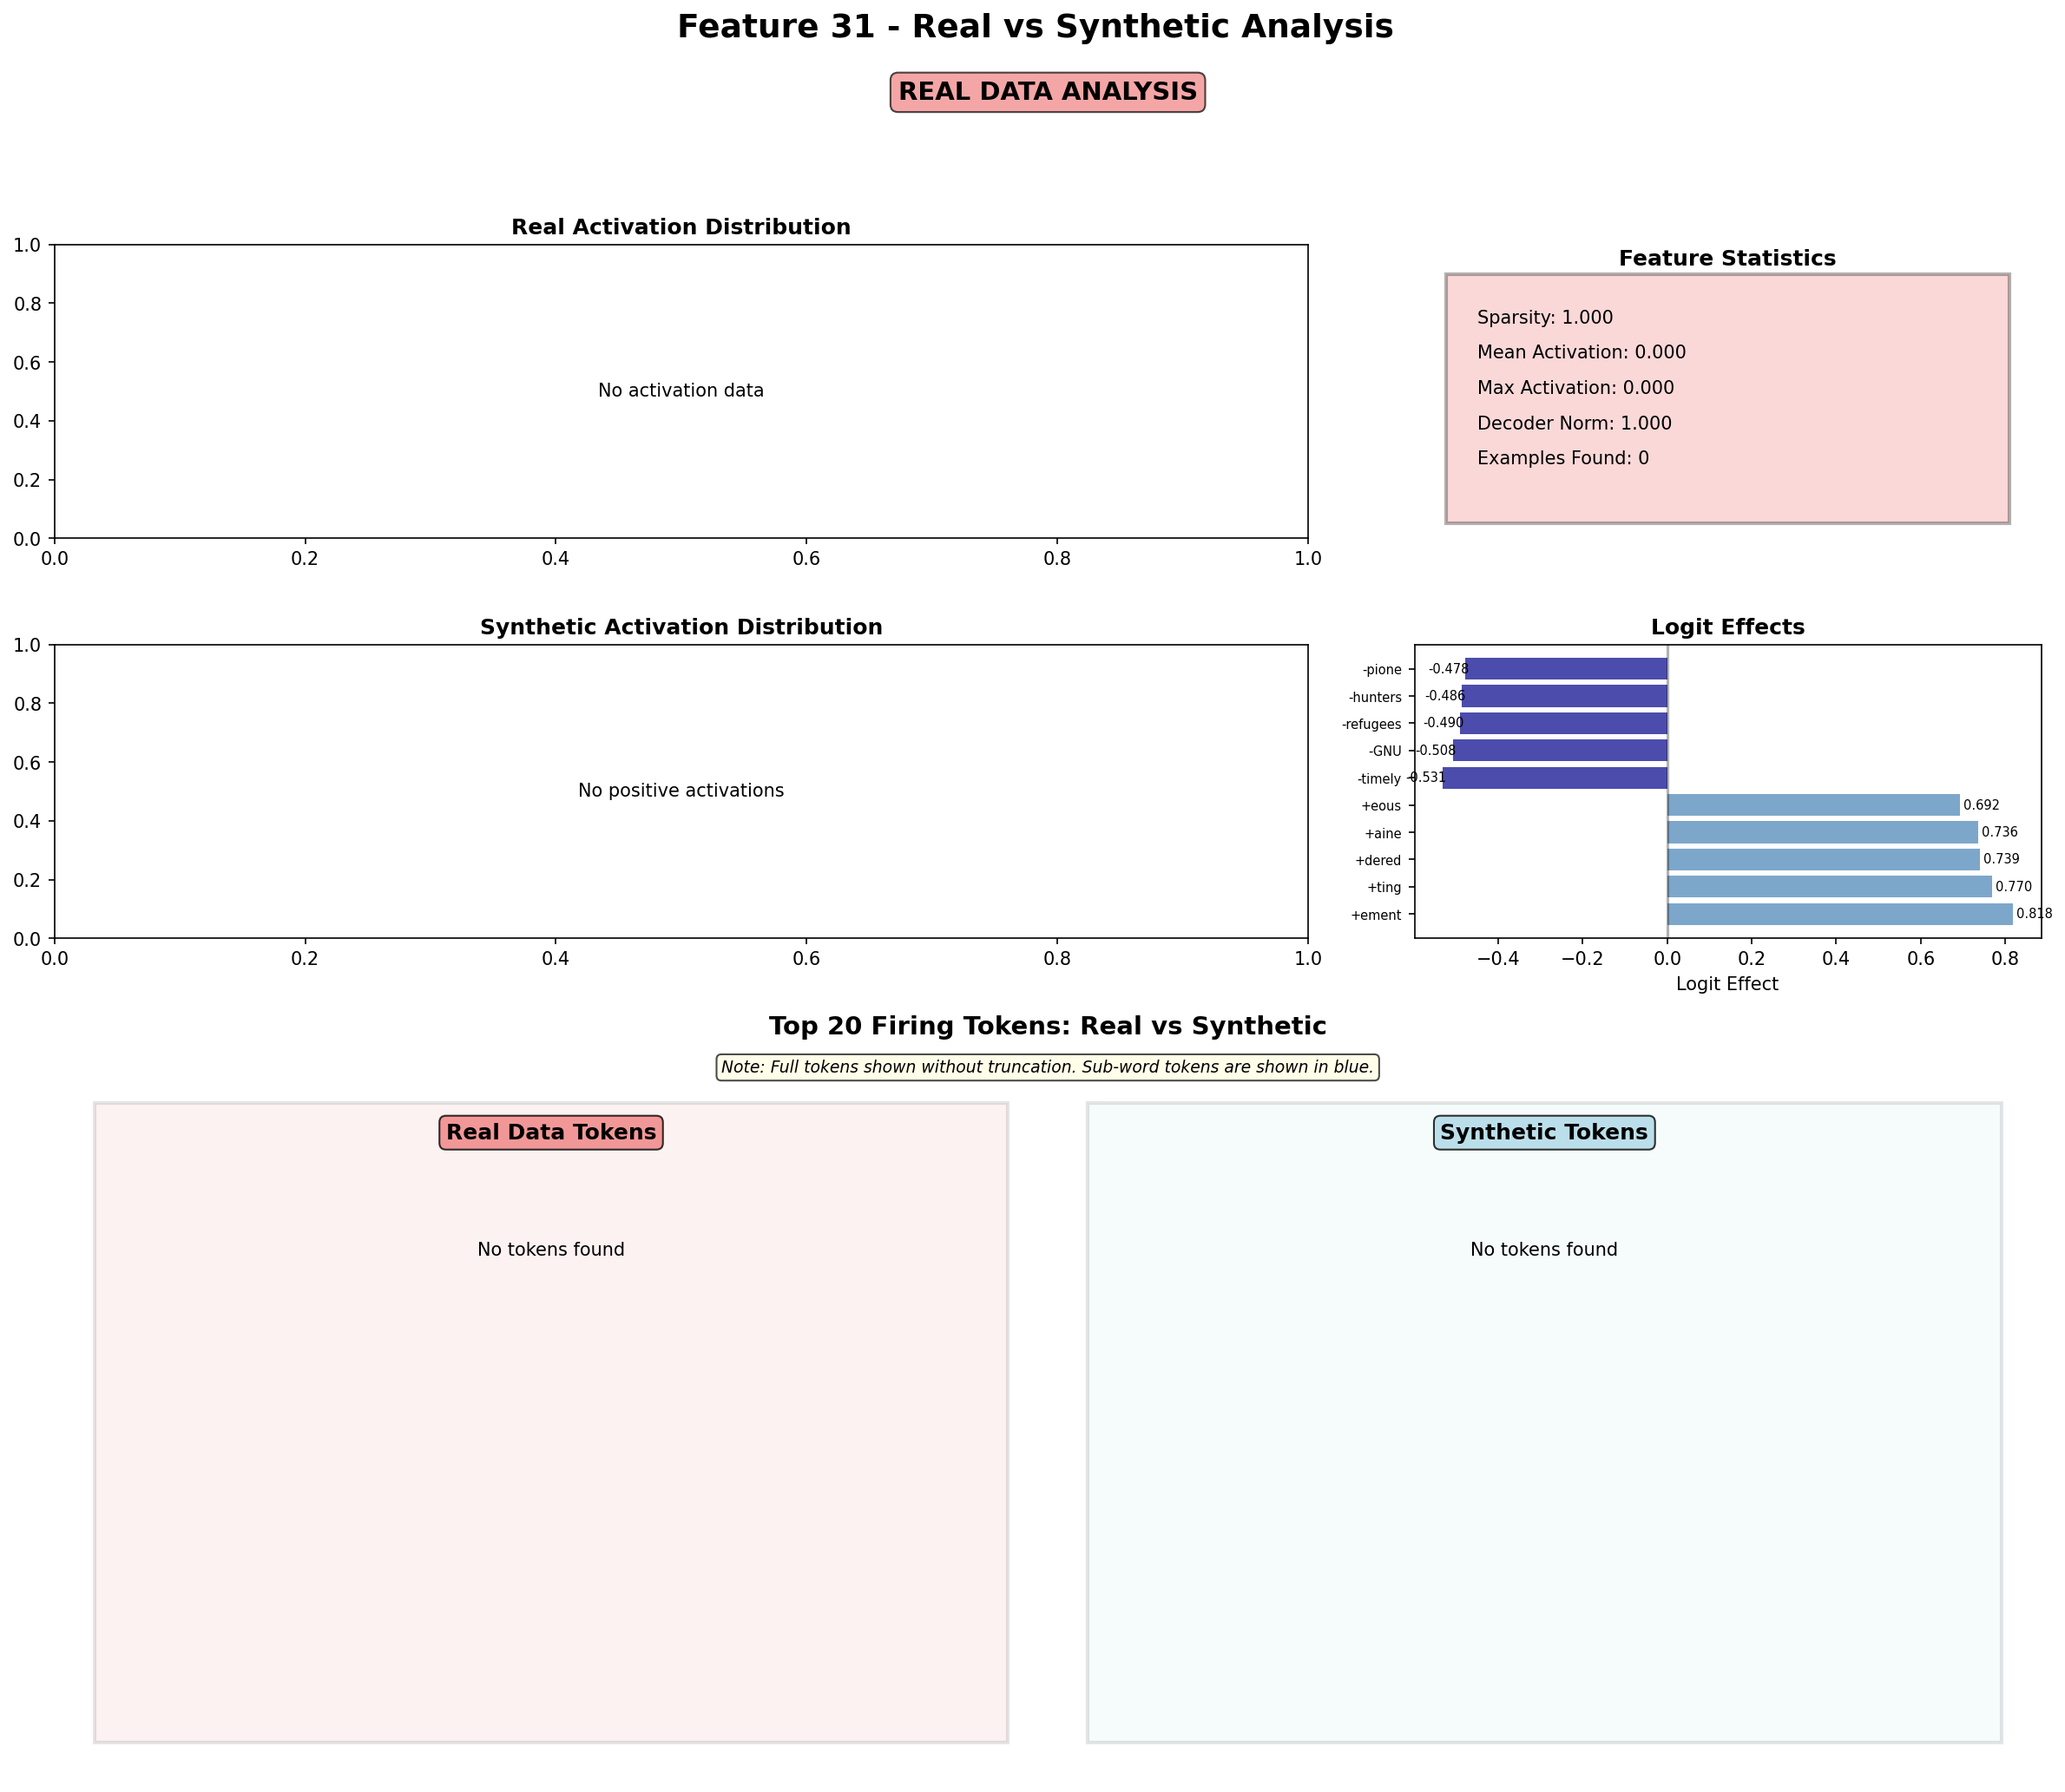 Feature 31 - Real vs Synthetic Analysis
REAL DATA ANALYSIS
Real Activation Distribution
1.0
0.8
0.6
0.4
0.2
0.0
No activation data
0.0 0.2 0.4 0.6 0.8 1.0
Feature Statistics
Sparsity: 1.000
Mean Activation: 0.000
Max Activation: 0.000
Decoder Norm: 1.000
Examples Found: 0
Synthetic Activation Distribution
1.0
0.8
0.6
0.4
0.2
0.0
No positive activations
0.0 0.2 0.4 0.6 0.8 1.0
Logit Effects
-pione -0.478
-hunters -0.486
-refugees -0.490
-GNU -0.508
-timely -0.531
+eous 0.692
+aine 0.736
+dered 0.739
+ting 0.770
+ement 0.818
−0.4 −0.2 0.0 0.2 0.4 0.6 0.8
Logit Effect
Top 20 Firing Tokens: Real vs Synthetic
Note: Full tokens shown without truncation. Sub-word tokens are shown in blue.
Real Data Tokens
No tokens found
Synthetic Tokens
No tokens found